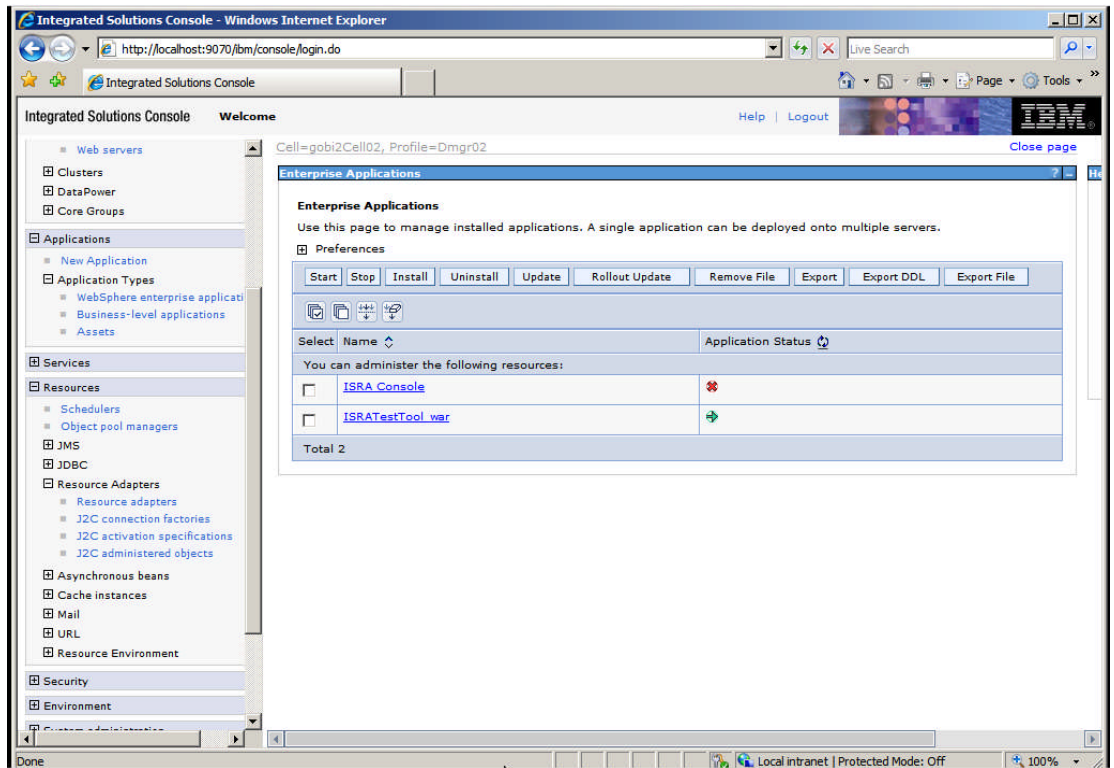 Integrated Solutions Console - Windows Internet Explorer
http://localhost:9070/ibm/console/login.do
Live Search
Integrated Solutions Console
Page
Tools
Integrated Solutions Console Welcome
Help | Logout
IBM.
Web servers
Clusters
DataPower
Core Groups
Applications
New Application
Application Types
WebSphere enterprise applicati
Business-level applications
Assets
Services
Resources
Schedulers
Object pool managers
JMS
JDBC
Resource Adapters
Resource adapters
J2C connection factories
J2C activation specifications
J2C administered objects
Asynchronous beans
Cache instances
Mail
URL
Resource Environment
Security
Environment
Cell=gobi2Cell02, Profile=Dmgr02
Close page
Enterprise Applications ? –
He
Enterprise Applications
Use this page to manage installed applications. A single application can be deployed onto multiple servers.
Preferences
Start Stop Install Uninstall Update Rollout Update Remove File Export Export DDL Export File
Select Name Application Status
You can administer the following resources:
ISRA Console
ISRATestTool_war
Total 2
Done
Local intranet | Protected Mode: Off
100%